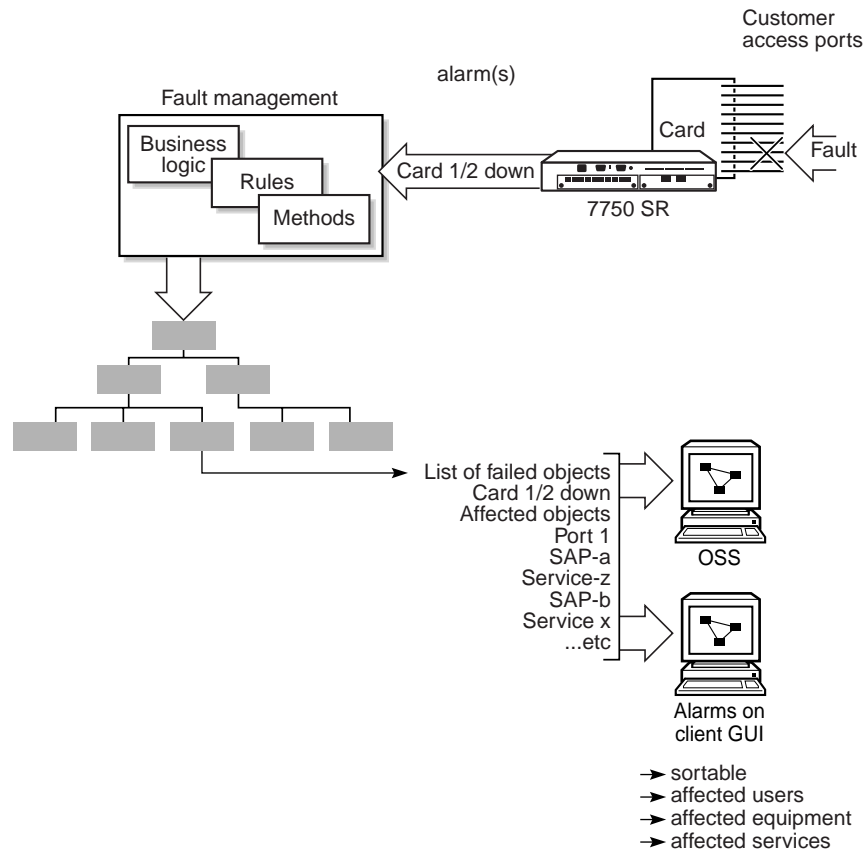 Customer
access ports
alarm(s)
Fault management
Card
Business
logic
Fault
Card 1/2 down
Rules
Methods
7750 SR
List of failed objects
Card 1/2 down
Affected objects
Port 1
SAP-a
Service-z
SAP-b
Service x
...etc
OSS
Alarms on
client GUI
sortable
affected users
affected equipment
affected services